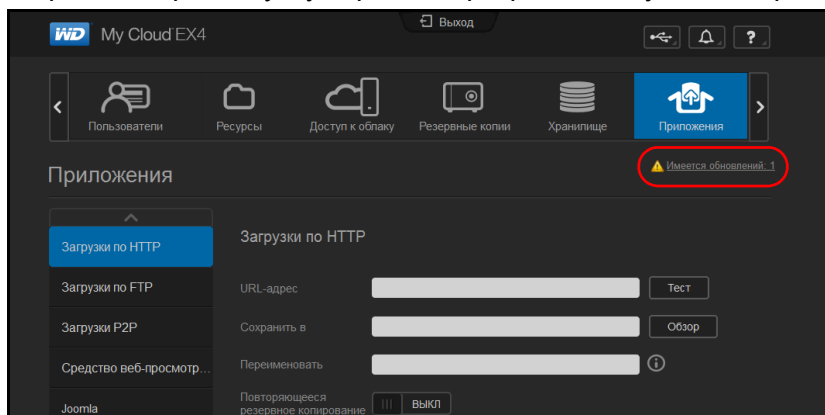 WD My Cloud EX4
Выход
?
Пользователи
Ресурсы
Доступ к облаку
Резервные копии
Хранилище
Приложения
Приложения
Имеется обновлений: 1
Загрузки по HTTP
Загрузки по FTP
Загрузки P2P
Средство веб-просмотр...
Joomla
Загрузки по HTTP
URL-адрес
Тест
Сохранить в
Обзор
Переименовать
Повторяющееся
резервное копирование
ВЫКЛ